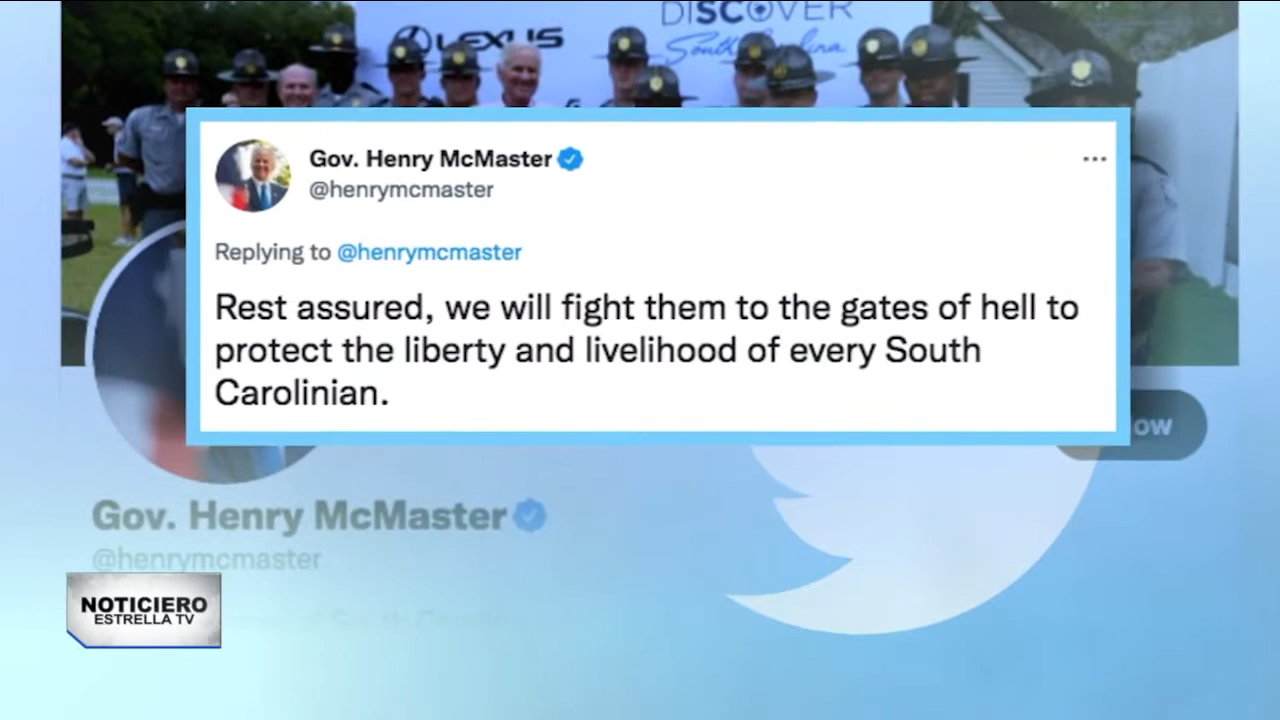 DISCOVER
LEXUS
South Carolina
Gov. Henry McMaster
@henrymcmaster
Replying to @henrymcmaster
Rest assured, we will fight them to the gates of hell to
protect the liberty and livelihood of every South
Carolinian.
ow
Gov. Henry McMaster
@henrymcmaster
NOTICIERO
ESTRELLA TV